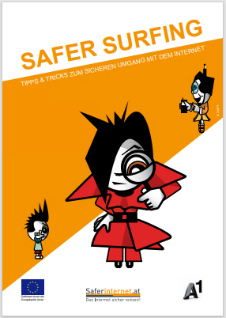 SAFER SURFING
TIPPS & TRICKS ZUM SICHEREN UMGANG MIT DEM INTERNET
Saferinternet.at
Das Internet sicher nutzen!
A1